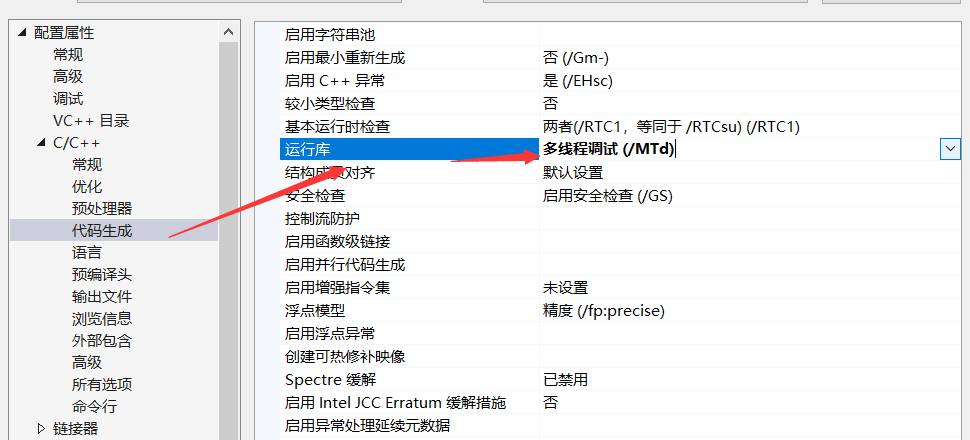 配置属性
常规
高级
调试
VC++ 目录
C/C++
常规
优化
预处理器
代码生成
语言
预编译头
输出文件
浏览信息
外部包含
高级
所有选项
命令行
链接器
启用字符串池
启用最小重新生成 否 (/Gm-)
启用 C++ 异常 是 (/EHsc)
较小类型检查 否
基本运行时检查 两者(/RTC1，等同于 /RTCsu) (/RTC1)
运行库 多线程调试 (/MTd)
结构成员对齐 默认设置
安全检查 启用安全检查 (/GS)
控制流防护
启用函数级链接
启用并行代码生成
启用增强指令集 未设置
浮点模型 精度 (/fp:precise)
启用浮点异常
创建可热修补映像
Spectre 缓解 已禁用
启用 Intel JCC Erratum 缓解措施 否
启用异常处理延续元数据